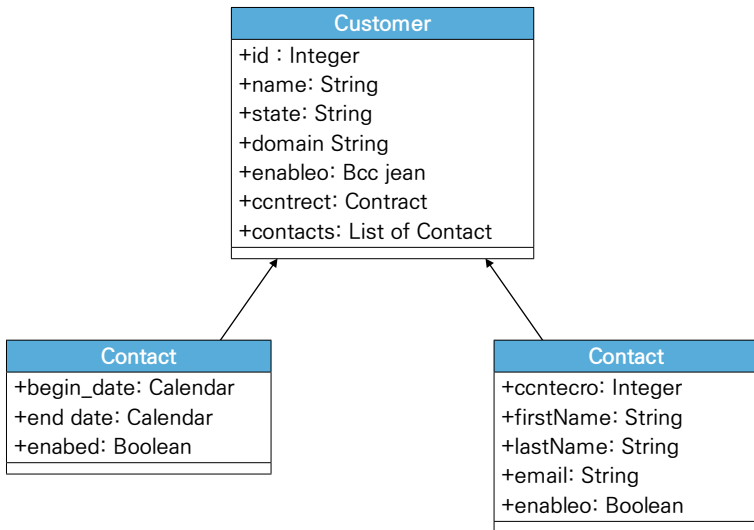 Customer
+id : Integer
+name: String
+state: String
+domain String
+enableo: Bcc jean
+ccntrect: Contract
+contacts: List of Contact
Contact
+begin_date: Calendar
+end date: Calendar
+enabed: Boolean
Contact
+ccntecro: Integer
+firstName: String
+lastName: String
+email: String
+enableo: Boolean